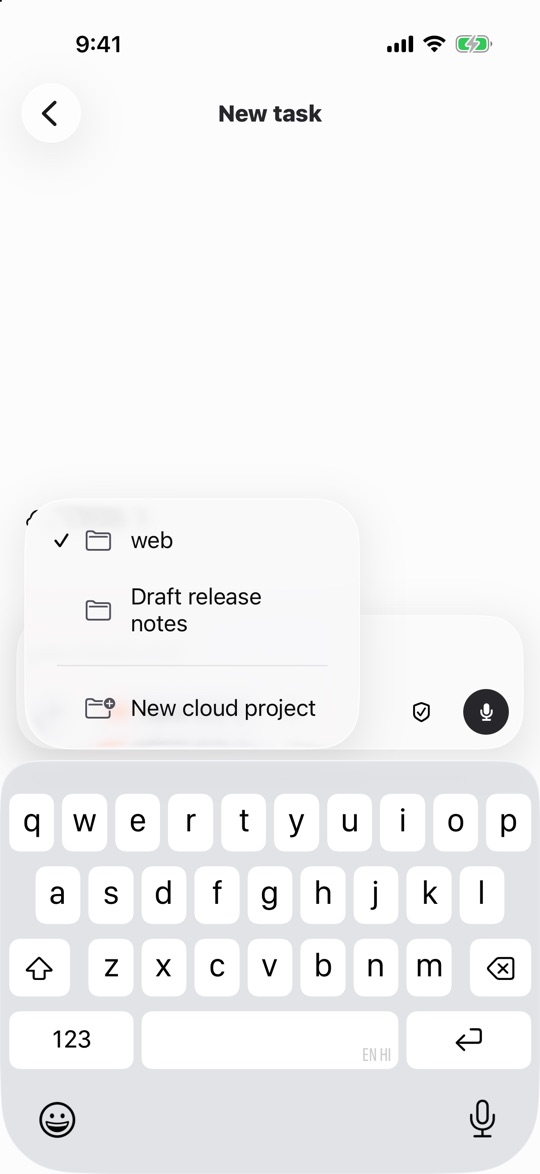 9:41
New task
web
Draft release
notes
New cloud project
q w e r t y u i o p
a s d f g h j k l
z x c v b n m
123
EN HI